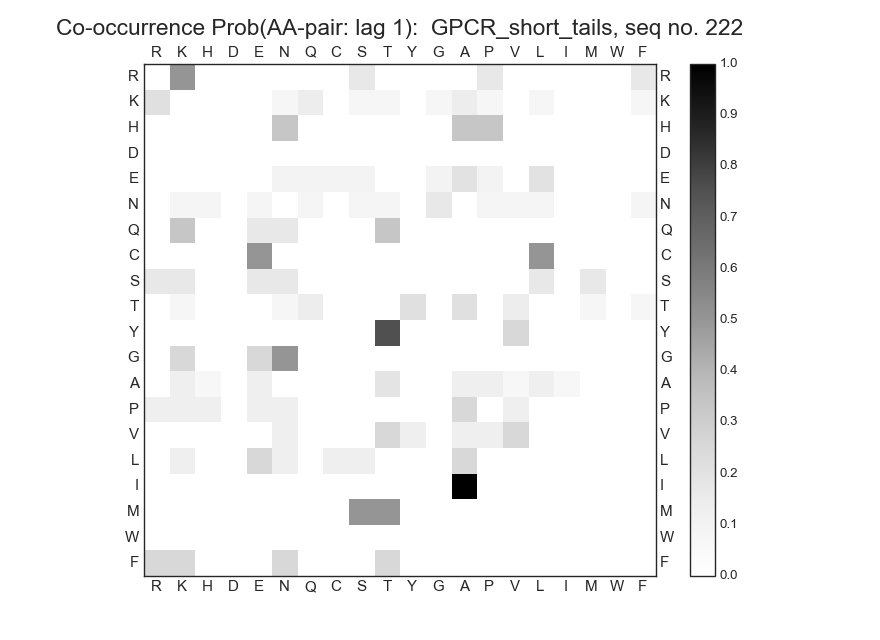 Co-occurrence Prob(AA-pair: lag 1):  GPCR_short_tails, seq no. 222
R K H D E N Q C S T Y G A P V L I M W F
R R 1.0
K K
H H 0.9
D D
E E 0.8
N N 0.7
Q Q
C C 0.6
S S
T T 0.5
Y Y
G G 0.4
A A
P P 0.3
V V
L L 0.2
I I
M M 0.1
W W
F F 0.0
R K H D E N Q C S T Y G A P V L I M W F